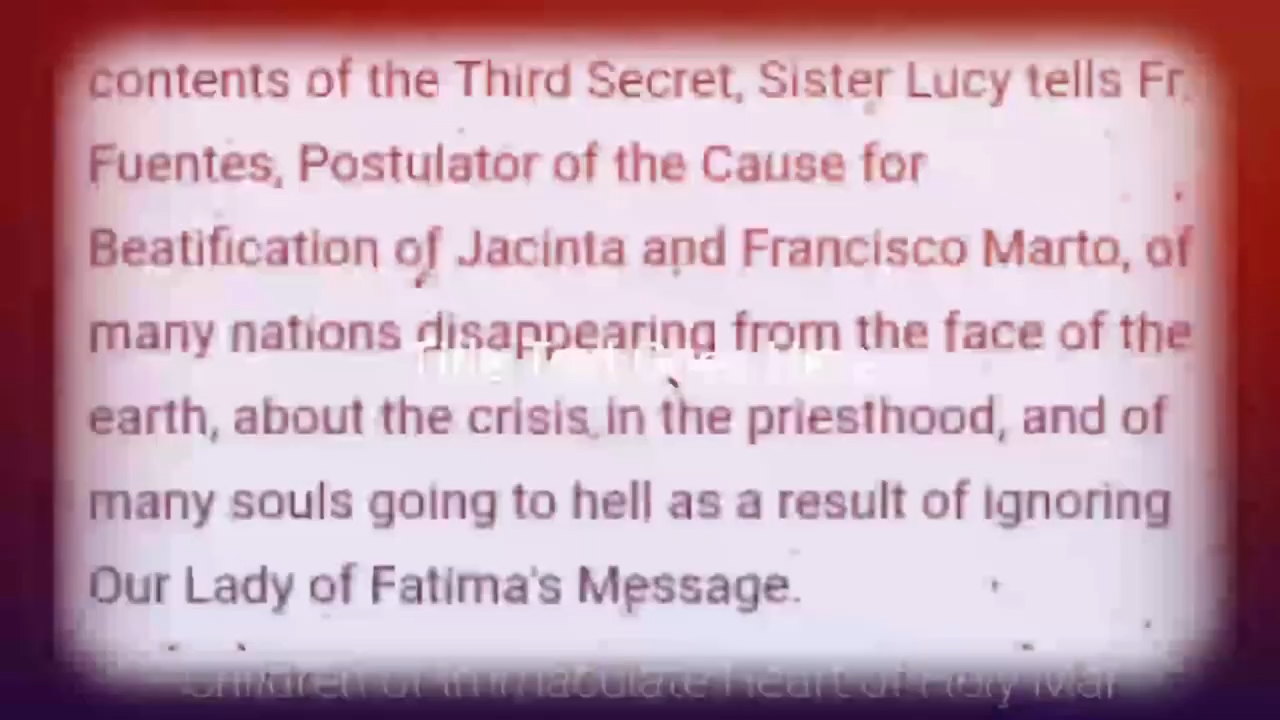 contents of the Third Secret, Sister Lucy tells Fr.
Fuentes, Postulator of the Cause for
Beatification of Jacinta and Francisco Marto, of
many nations disappearing from the face of the
earth, about the crisis in the priesthood, and of
many souls going to hell as a result of ignoring
Our Lady of Fatima's Message.
Children of Immaculate Heart of Holy Mar